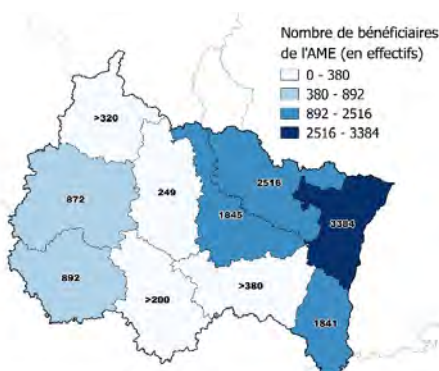 Nombre de bénéficiaires
de l'AME (en effectifs)
0 - 380
380 - 892
892 - 2516
2516 - 3384
>320
2516
872
249
1845
3384
892
>200
>380
1841